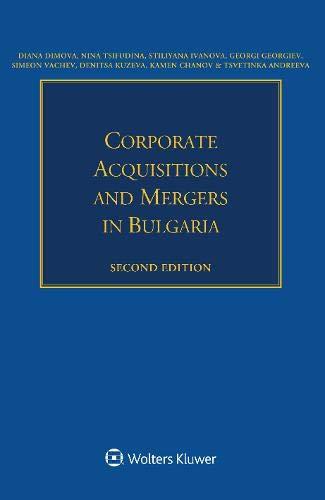 DIANA DIMOVA, NINA TSIFUDINA, STILIYANA IVANOVA, GEORGI GEORGIEV,
SIMEON VACHEV, DENITSA KUZEVA, KAMEN CHANOV & TSVETINKA ANDREEVA
CORPORATE
ACQUISITIONS
AND MERGERS
IN BULGARIA
SECOND EDITION
Wolters Kluwer